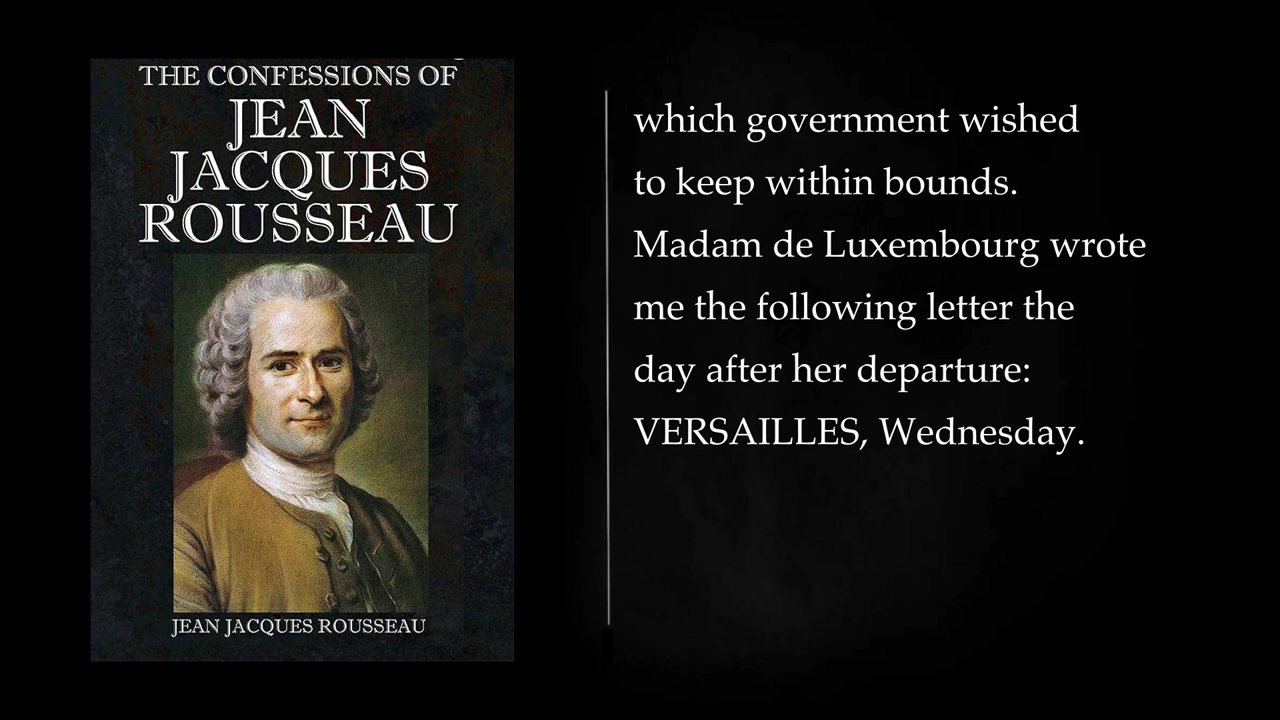 THE CONFESSIONS OF
JEAN
JACQUES
ROUSSEAU
JEAN JACQUES ROUSSEAU
which government wished
to keep within bounds.
Madam de Luxembourg wrote
me the following letter the
day after her departure:
VERSAILLES, Wednesday.